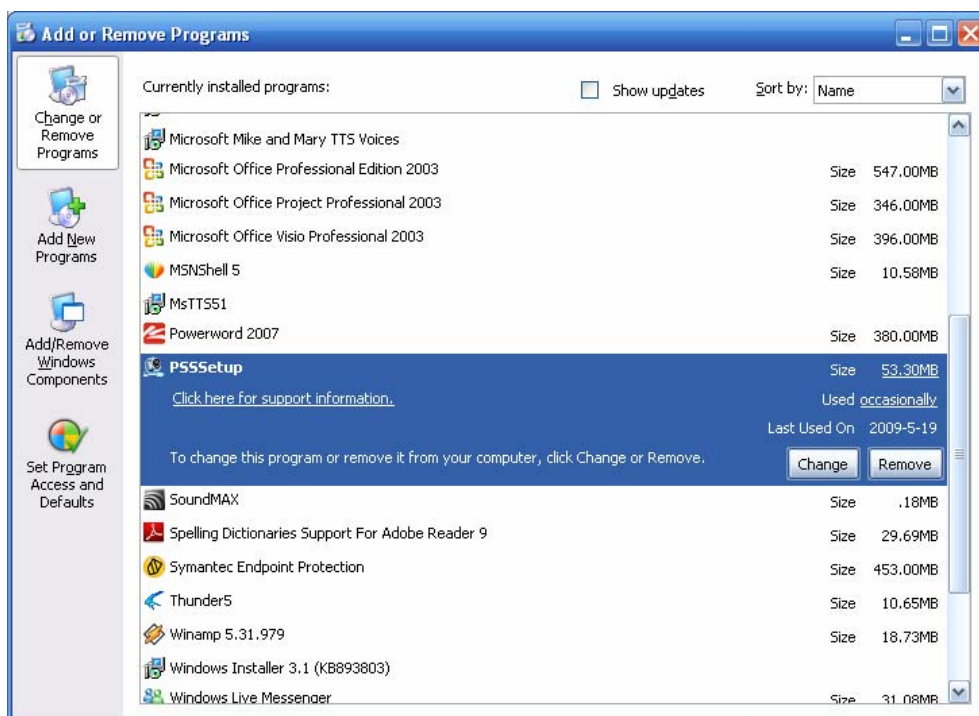 Add or Remove Programs
Change or
Remove
Programs
Add New
Programs
Add/Remove
Windows
Components
Set Program
Access and
Defaults
Currently installed programs:
Show updates
Sort by: Name
Microsoft Mike and Mary TTS Voices
Microsoft Office Professional Edition 2003 Size 547.00MB
Microsoft Office Project Professional 2003 Size 346.00MB
Microsoft Office Visio Professional 2003 Size 396.00MB
MSNShell 5 Size 10.58MB
MsTTS51
Powerword 2007 Size 380.00MB
PSSSetup Size 53.30MB
Click here for support information. Used occasionally
Last Used On 2009-5-19
To change this program or remove it from your computer, click Change or Remove. Change Remove
SoundMAX Size .18MB
Spelling Dictionaries Support For Adobe Reader 9 Size 29.69MB
Symantec Endpoint Protection Size 453.00MB
Thunder5 Size 10.65MB
Winamp 5.31.979 Size 18.73MB
Windows Installer 3.1 (KB893803)
Windows Live Messenger Size 31.08MB